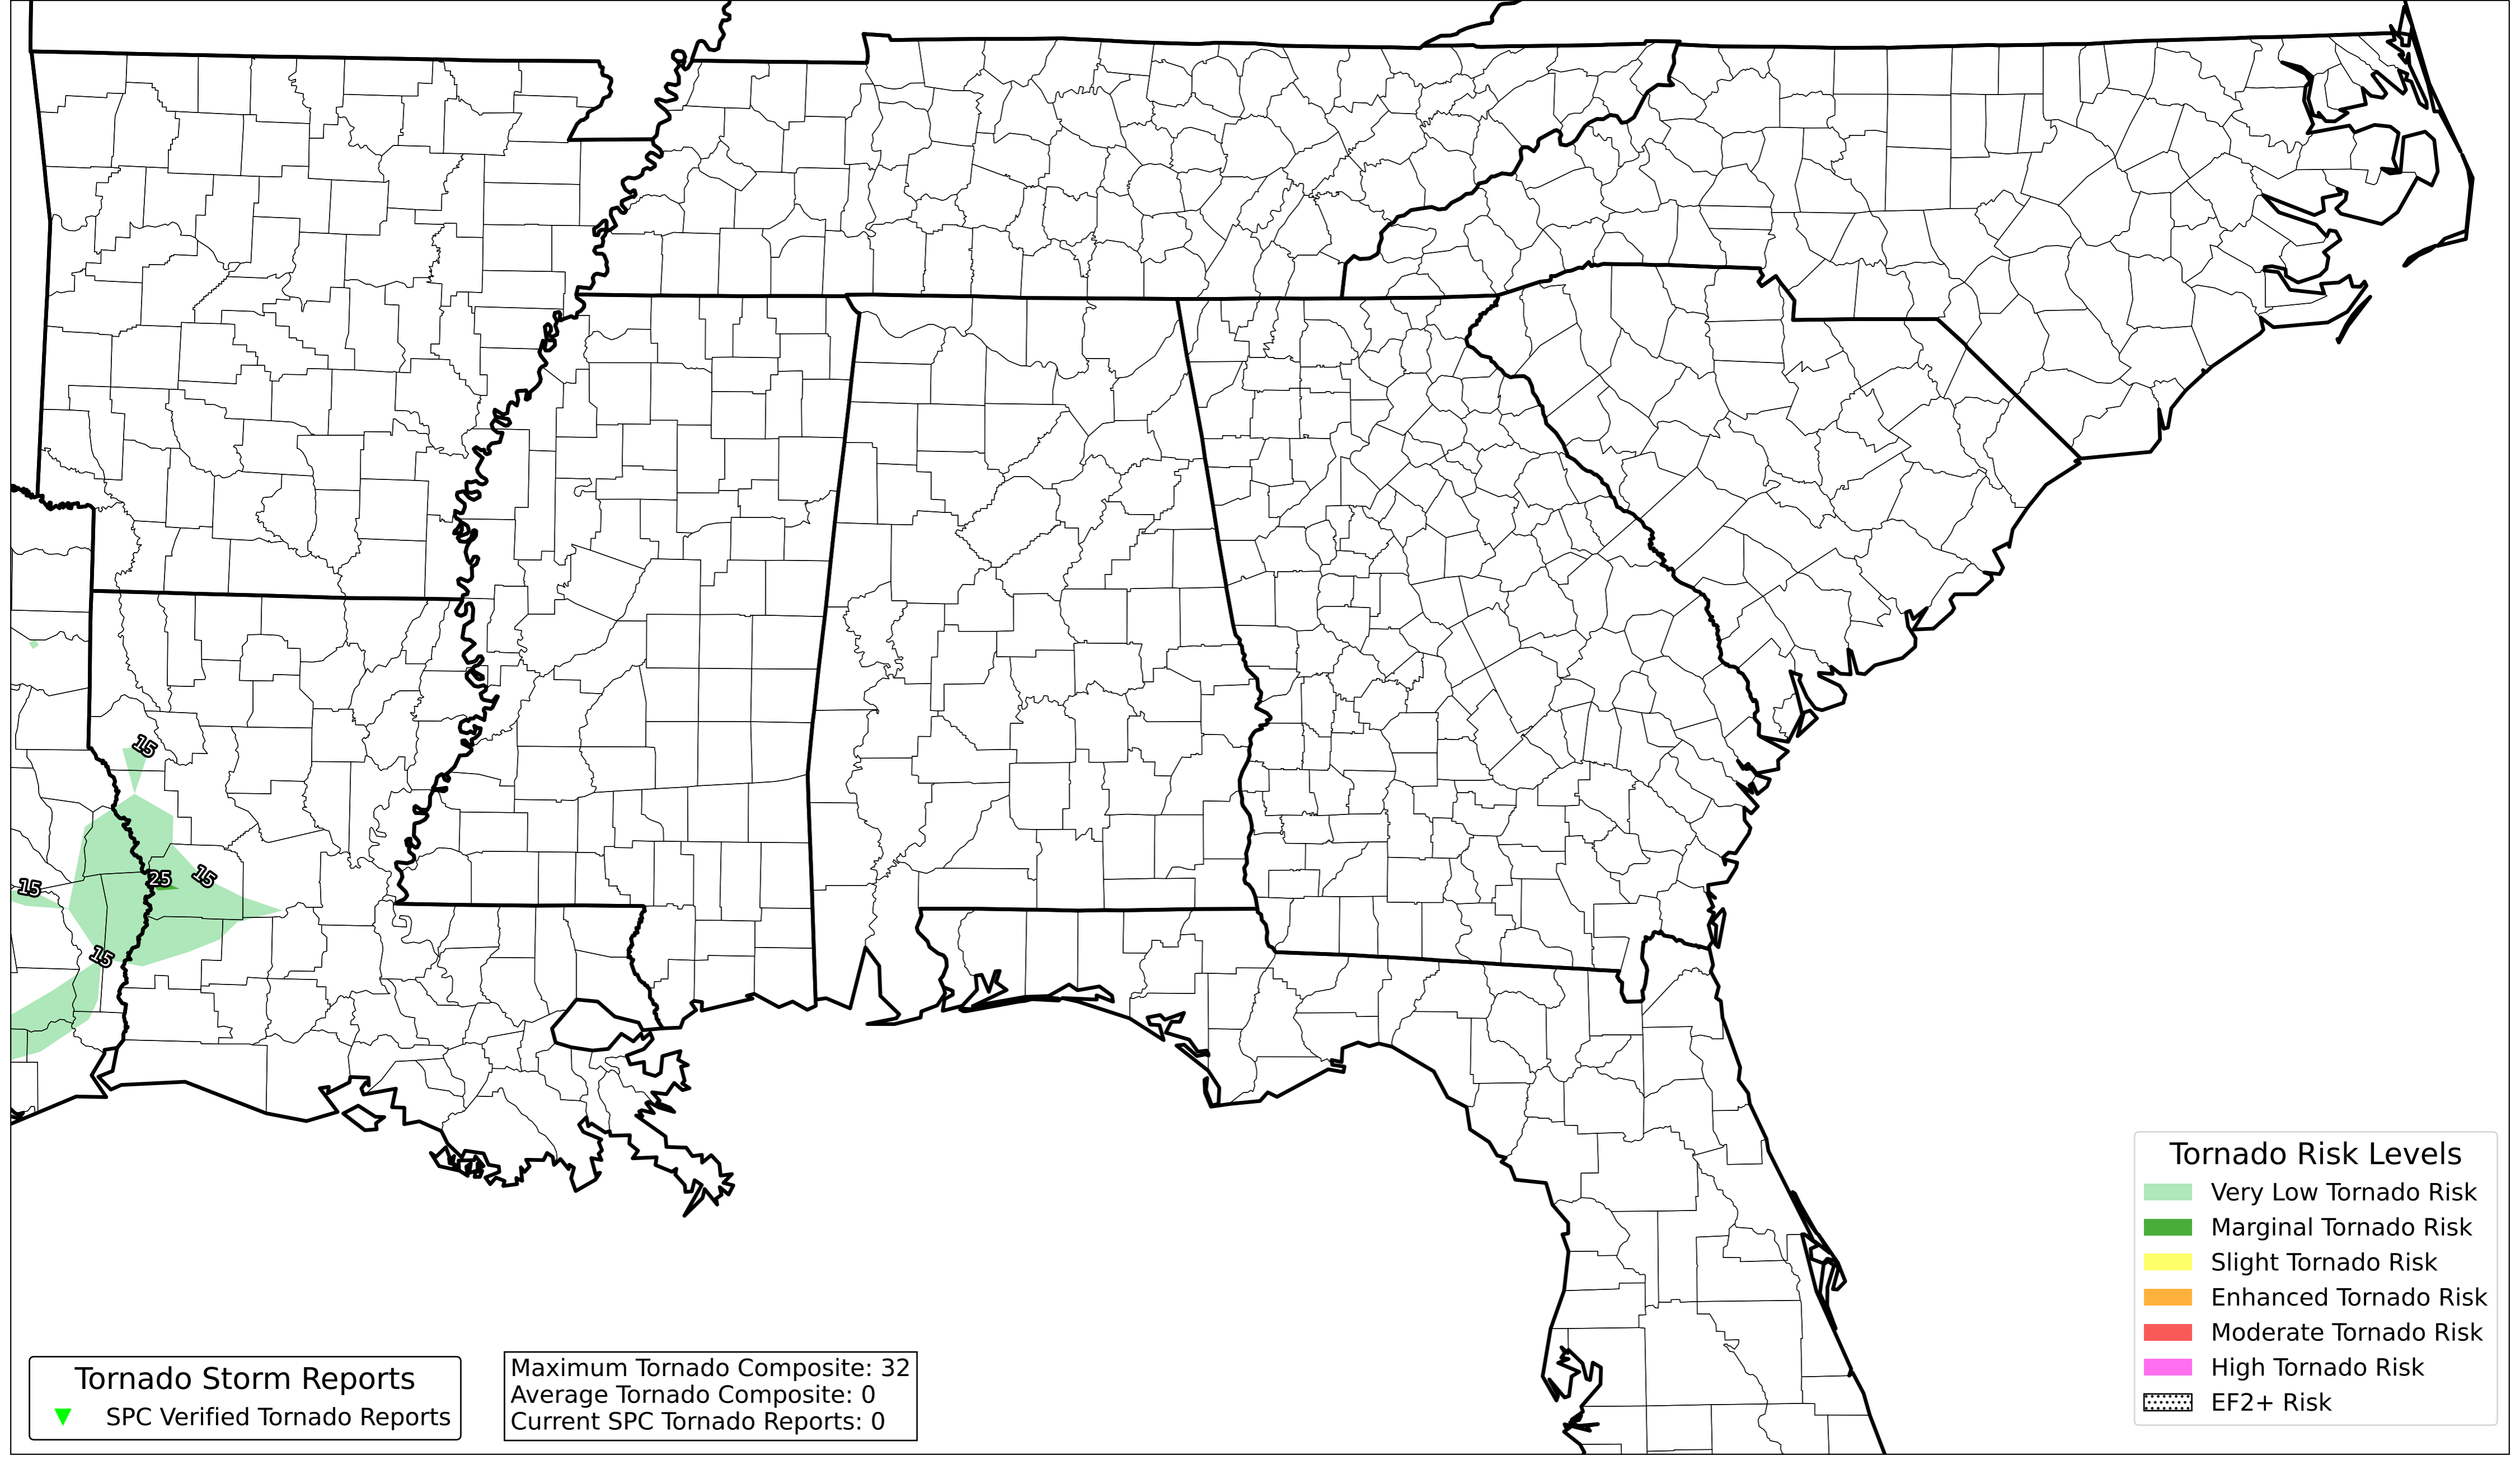 15
25
15
15
15
Tornado Risk Levels
Very Low Tornado Risk
Marginal Tornado Risk
Slight Tornado Risk
Enhanced Tornado Risk
Moderate Tornado Risk
High Tornado Risk
EF2+ Risk
Tornado Storm Reports
SPC Verified Tornado Reports
Maximum Tornado Composite: 32
Average Tornado Composite: 0
Current SPC Tornado Reports: 0